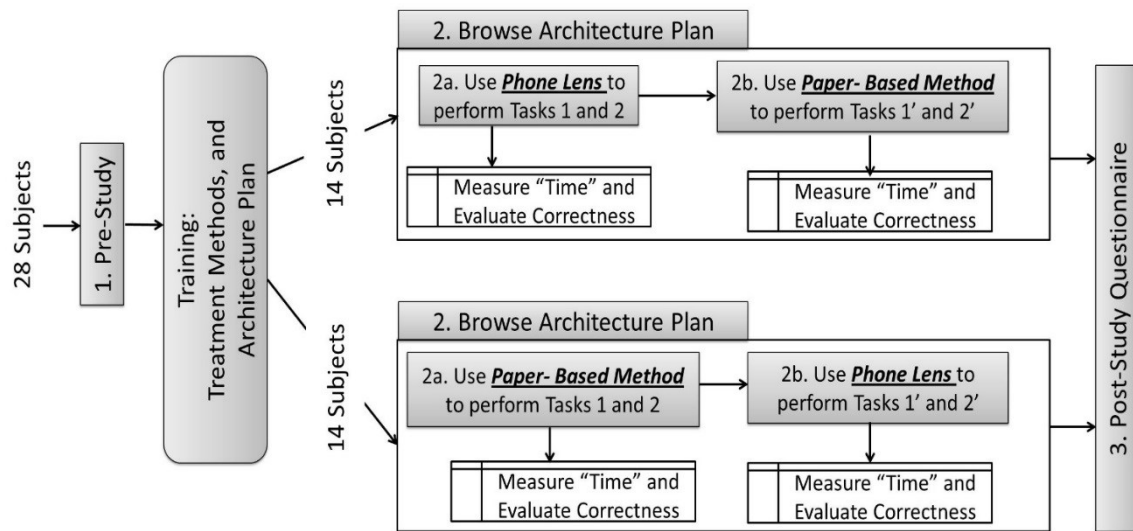 28 Subjects
1. Pre-Study
Training:
Treatment Methods, and
Architecture Plan
14 Subjects
2. Browse Architecture Plan
2a. Use Phone Lens to
perform Tasks 1 and 2
2b. Use Paper- Based Method
to perform Tasks 1’ and 2’
Measure “Time” and
Evaluate Correctness
Measure “Time” and
Evaluate Correctness
14 Subjects
2. Browse Architecture Plan
2a. Use Paper- Based Method
to perform Tasks 1 and 2
2b. Use Phone Lens to
perform Tasks 1’ and 2’
Measure “Time” and
Evaluate Correctness
Measure “Time” and
Evaluate Correctness
3. Post-Study Questionnaire